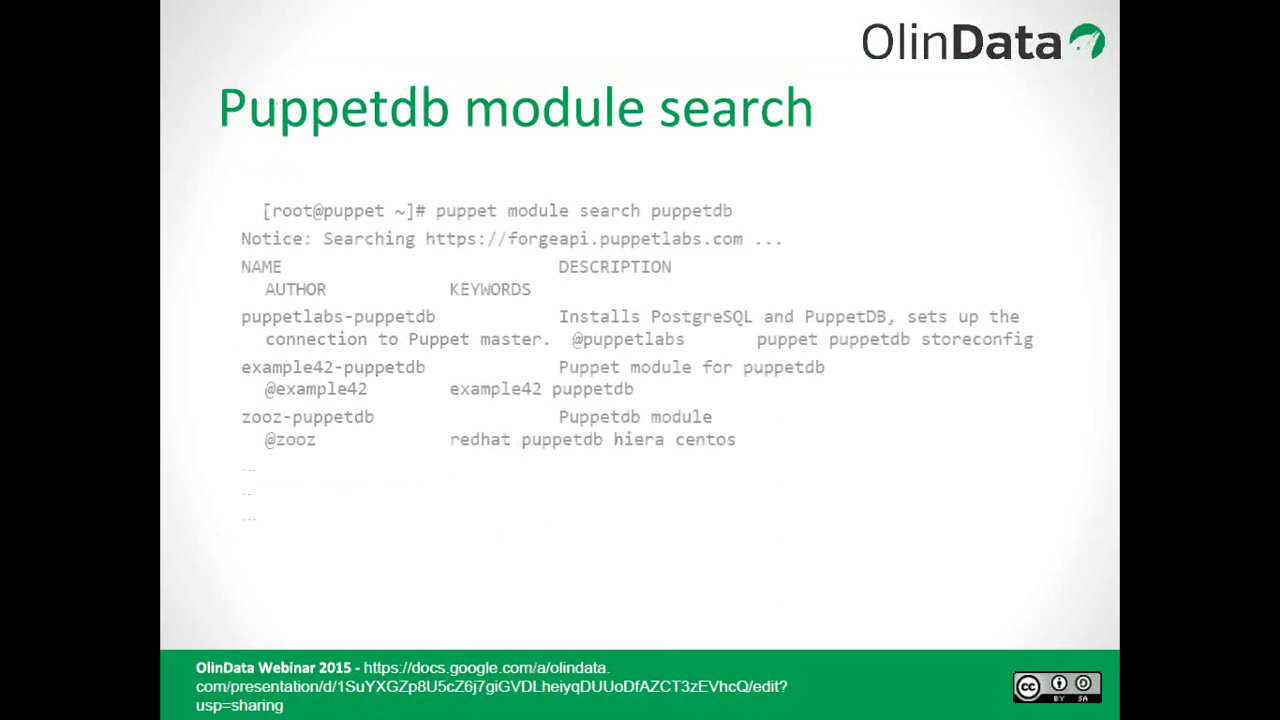 OlinData
Puppetdb module search
[root@puppet ~]# puppet module search puppetdb
Notice: Searching https://forgeapi.puppetlabs.com ...
NAME DESCRIPTION
AUTHOR KEYWORDS
puppetlabs-puppetdb Installs PostgreSQL and PuppetDB, sets up the
connection to Puppet master. @puppetlabs puppet puppetdb storeconfig
example42-puppetdb Puppet module for puppetdb
@example42 example42 puppetdb
zooz-puppetdb Puppetdb module
@zooz redhat puppetdb hiera centos
...
...
...
OlinData Webinar 2015 - https://docs.google.com/a/olindata.
com/presentation/d/1SuYXGZp8U5cZ6j7giGVDLheiyqDUUoDfAZCT3zEVhcQ/edit?
usp=sharing
cc BY SA